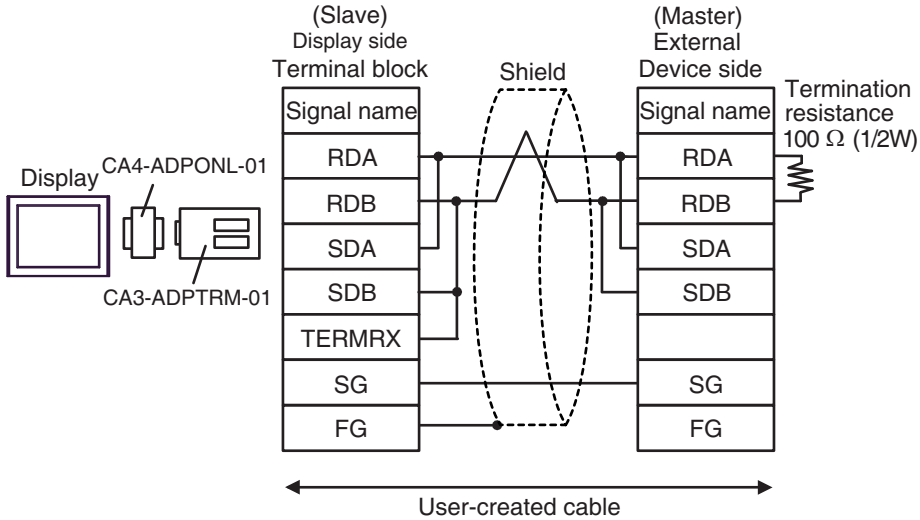 (Slave)
Display side
Terminal block
Shield
(Master)
External
Device side
Termination
resistance
100 Ω (1/2W)
Display
CA4-ADPONL-01
CA3-ADPTRM-01
Signal name
RDA
RDB
SDA
SDB
TERMRX
SG
FG
Signal name
RDA
RDB
SDA
SDB
SG
FG
User-created cable